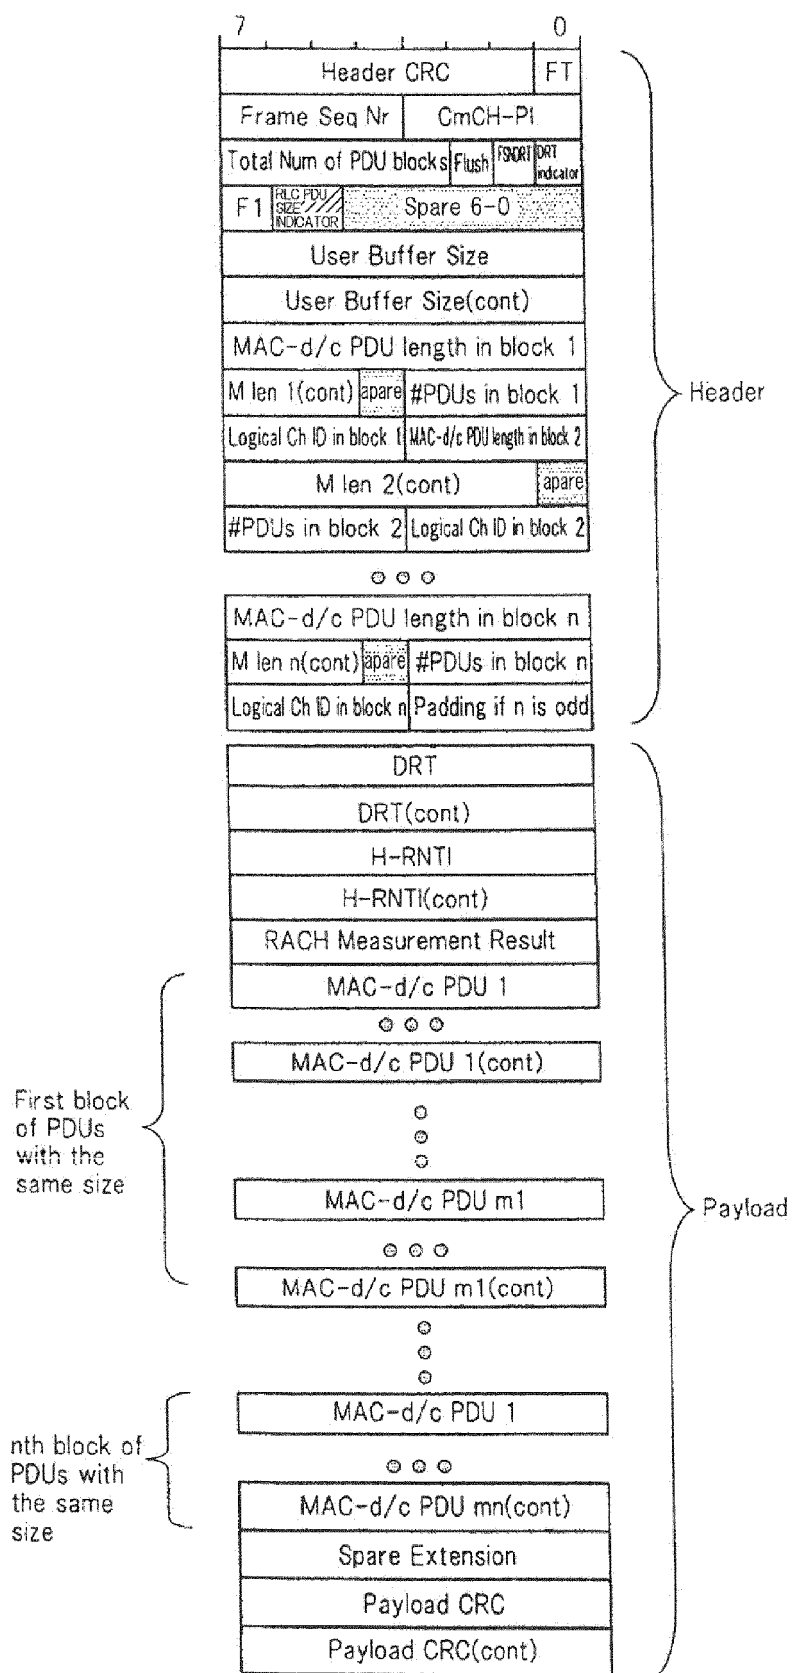 7 0
Header CRC FT
Frame Seq Nr CmCH-PI
Total Num of PDU blocks Flush FSN/DRT DRT indicator
F1 RLC PDU SIZE INDICATOR Spare 6-0
User Buffer Size
User Buffer Size(cont)
MAC-d/c PDU length in block 1
M len 1(cont) apare #PDUs in block 1
Logical Ch ID in block 1 MAC-d/c PDU length in block 2
M len 2(cont) apare
#PDUs in block 2 Logical Ch ID in block 2
MAC-d/c PDU length in block n
M len n(cont) apare #PDUs in block n
Logical Ch ID in block n Padding if n is odd
Header
DRT
DRT(cont)
H-RNTI
H-RNTI(cont)
RACH Measurement Result
MAC-d/c PDU 1
MAC-d/c PDU 1(cont)
First block
of PDUs
with the
same size
MAC-d/c PDU m1
MAC-d/c PDU m1(cont)
Payload
MAC-d/c PDU 1
nth block of
PDUs with
the same
size
MAC-d/c PDU mn(cont)
Spare Extension
Payload CRC
Payload CRC(cont)